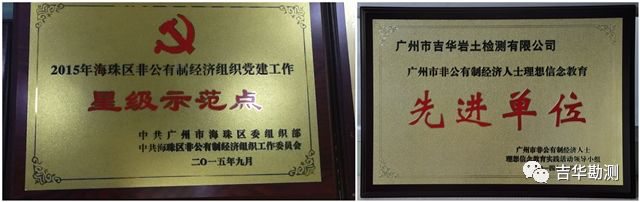 2015年海珠区非公有制经济组织党建工作
星级示范点
中共广州市海珠区委组织部
中共海珠区非公有制经济组织工作委员会
二〇一五年九月
广州市吉华岩土检测有限公司
广州市非公有制经济人士理想信念教育
先进单位
广州市非公有制经济人士
理想信念教育实践活动领导小组
吉华勘测